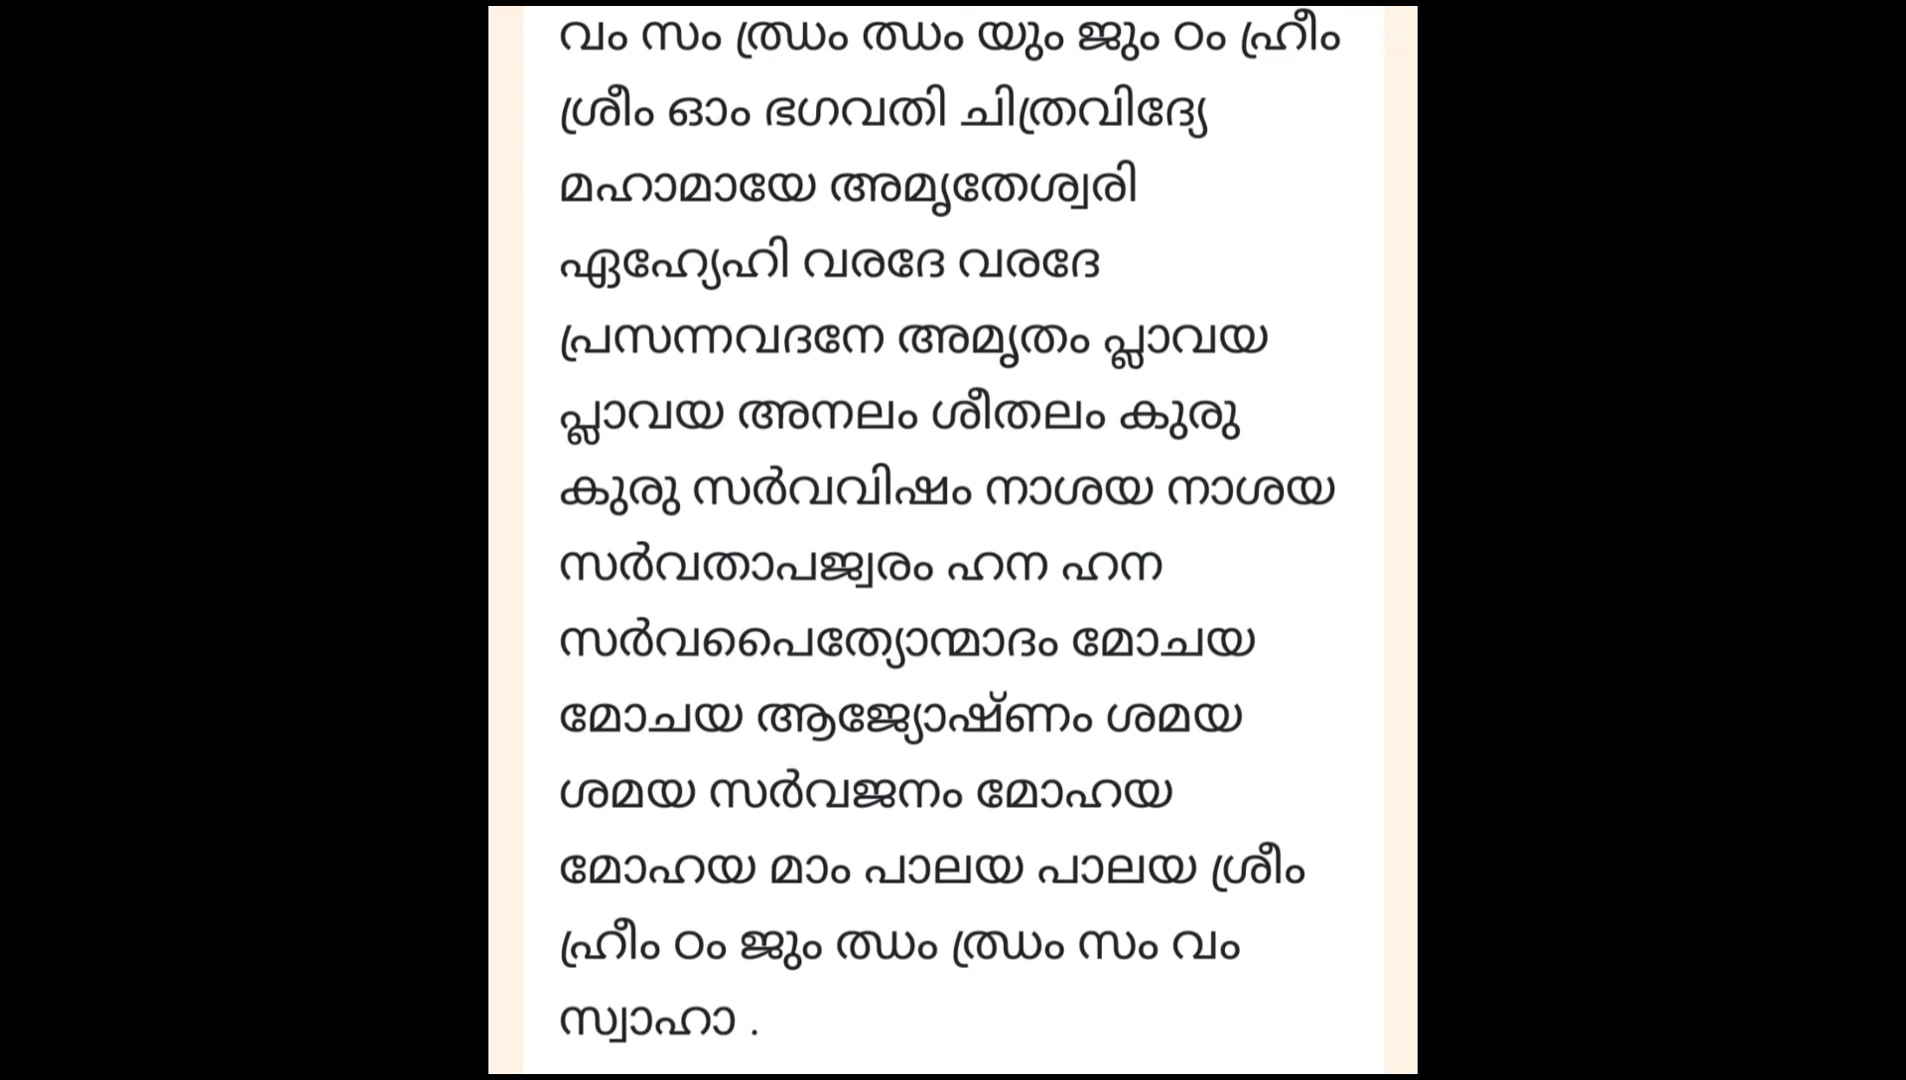 വം സം ത്ധ്രം ത്ധം യും ജും ഠം ഹ്രീം
ശ്രീം ഓം ഭഗവതി ചിത്രവിദ്യേ
മഹാമായേ അമൃതേശ്വരി
ഏഹ്യേഹി വരദേ വരദേ
പ്രസന്നവദനേ അമൃതം പ്ലാവയ
പ്ലാവയ അനലം ശീതലം കുരു
കുരു സർവവിഷം നാശയ നാശയ
സർവതാപജ്വരം ഹന ഹന
സർവപൈത്യോന്മാദം മോചയ
മോചയ ആജ്യോഷ്ണം ശമയ
ശമയ സർവജനം മോഹയ
മോഹയ മാം പാലയ പാലയ ശ്രീം
ഹ്രീം ഠം ജും ഝം ഝ്രം സം വം
സ്വാഹാ .